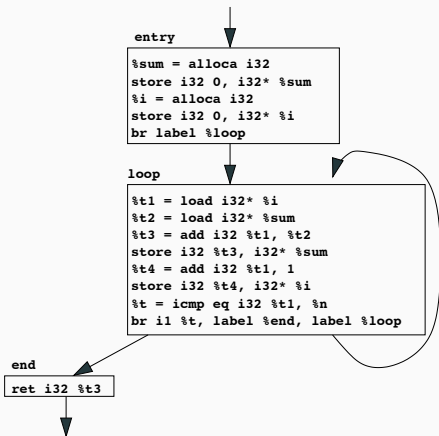 entry
%sum = alloca i32
store i32 0, i32* %sum
%i = alloca i32
store i32 0, i32* %i
br label %loop
loop
%t1 = load i32* %i
%t2 = load i32* %sum
%t3 = add i32 %t1, %t2
store i32 %t3, i32* %sum
%t4 = add i32 %t1, 1
store i32 %t4, i32* %i
%t = icmp eq i32 %t1, %n
br i1 %t, label %end, label %loop
end
ret i32 %t3